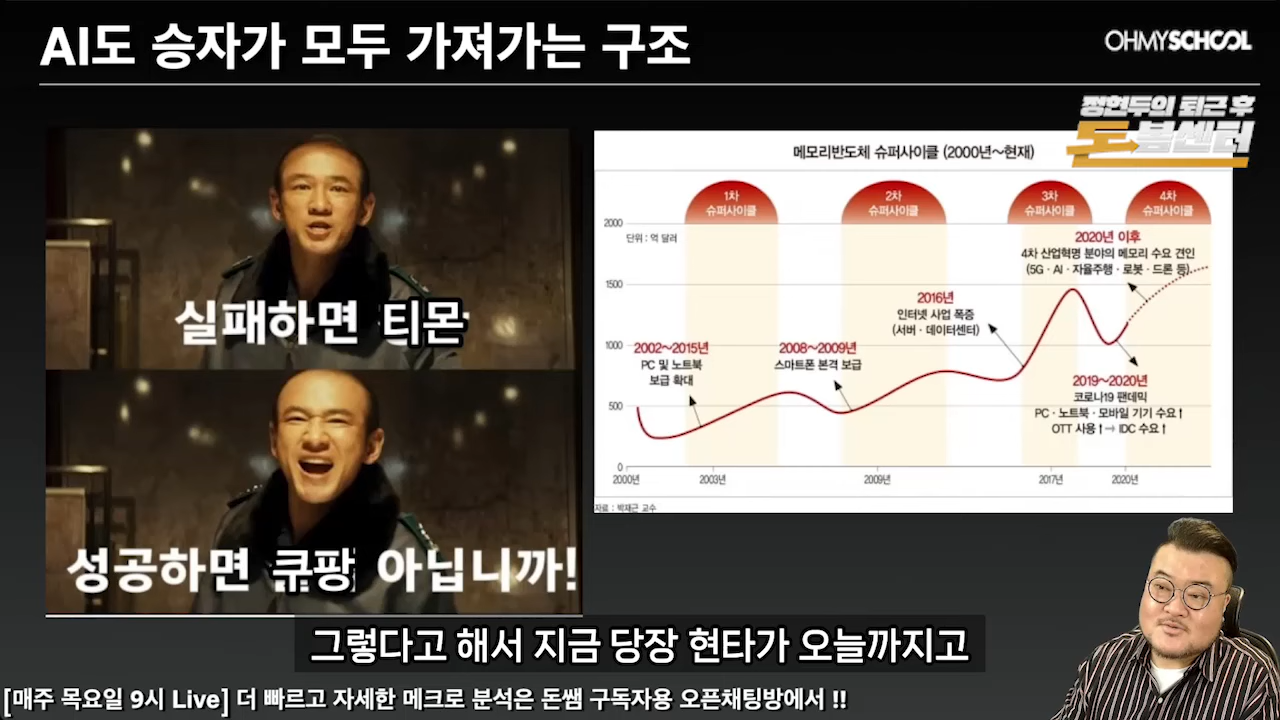 AI도 승자가 모두 가져가는 구조
OHMYSCHOOL
정현두의 퇴근 후
돈봄센터
실패하면 티몬
성공하면 쿠팡 아닙니까!
메모리반도체 슈퍼사이클 (2000년~현재)
1차
슈퍼사이클
2차
슈퍼사이클
3차
슈퍼사이클
4차
슈퍼사이클
단위 : 억 달러
2000
1500
1000
500
0
2000년
2003년
2009년
2017년
2020년
2002~2015년
PC 및 노트북
보급 확대
2008~2009년
스마트폰 본격 보급
2016년
인터넷 사업 폭증
(서버 · 데이터센터)
2020년 이후
4차 산업혁명 분야의 메모리 수요 견인
(5G · AI · 자율주행 · 로봇 · 드론 등)
2019~2020년
코로나19 팬데믹
PC · 노트북 · 모바일 기기 수요↑
OTT 사용↑→ IDC 수요↑
자료 : 박재근 교수
그렇다고 해서 지금 당장 현타가 오늘까지고
[매주 목요일 9시 Live] 더 빠르고 자세한 메크로 분석은 돈쌤 구독자용 오픈채팅방에서 !!